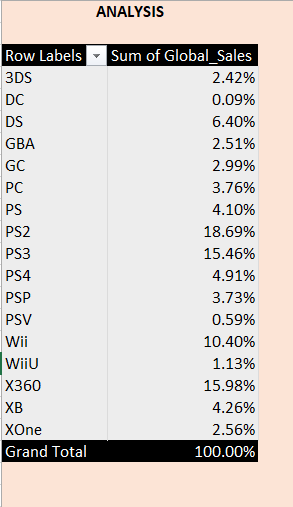 ANALYSIS
Row Labels Sum of Global_Sales
3DS 2.42%
DC 0.09%
DS 6.40%
GBA 2.51%
GC 2.99%
PC 3.76%
PS 4.10%
PS2 18.69%
PS3 15.46%
PS4 4.91%
PSP 3.73%
PSV 0.59%
Wii 10.40%
WiiU 1.13%
X360 15.98%
XB 4.26%
XOne 2.56%
Grand Total 100.00%